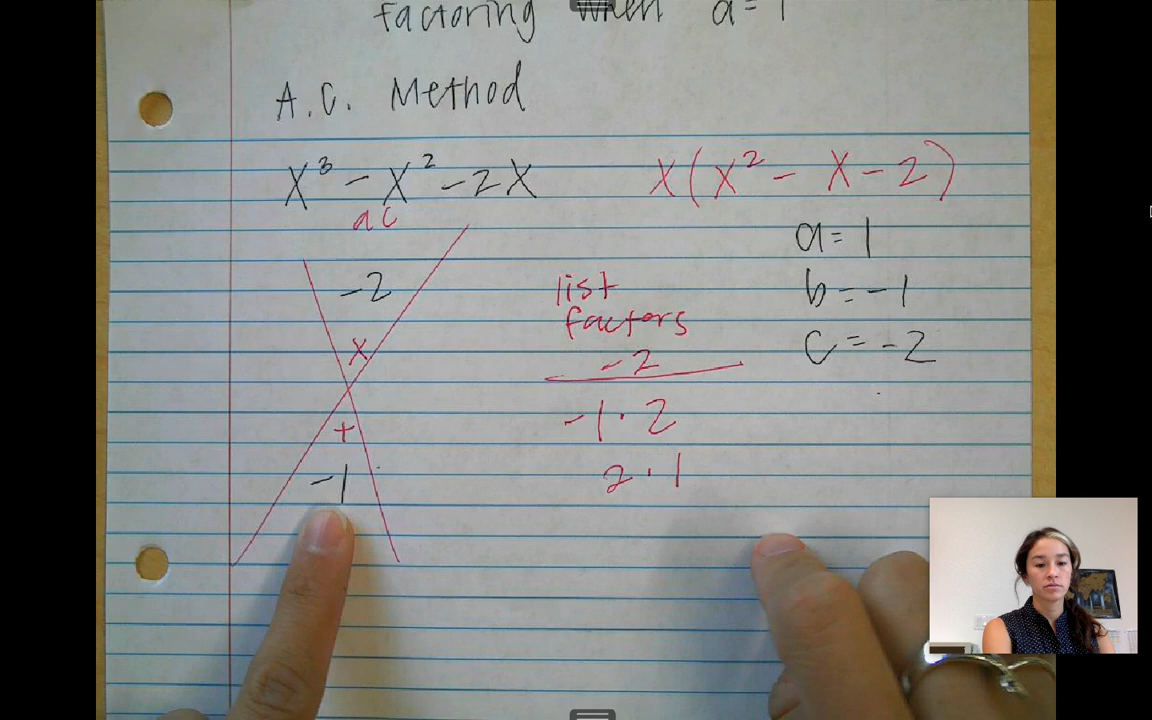 factoring when a=1
A.C. Method
x³ - x² - 2x
x(x² - x - 2)
ac
-2
x
+
-1
list
factors
-2
-1 · 2
2 · 1
a = 1
b = -1
c = -2